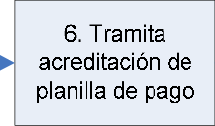 6. Tramita
acreditación de
planilla de pago